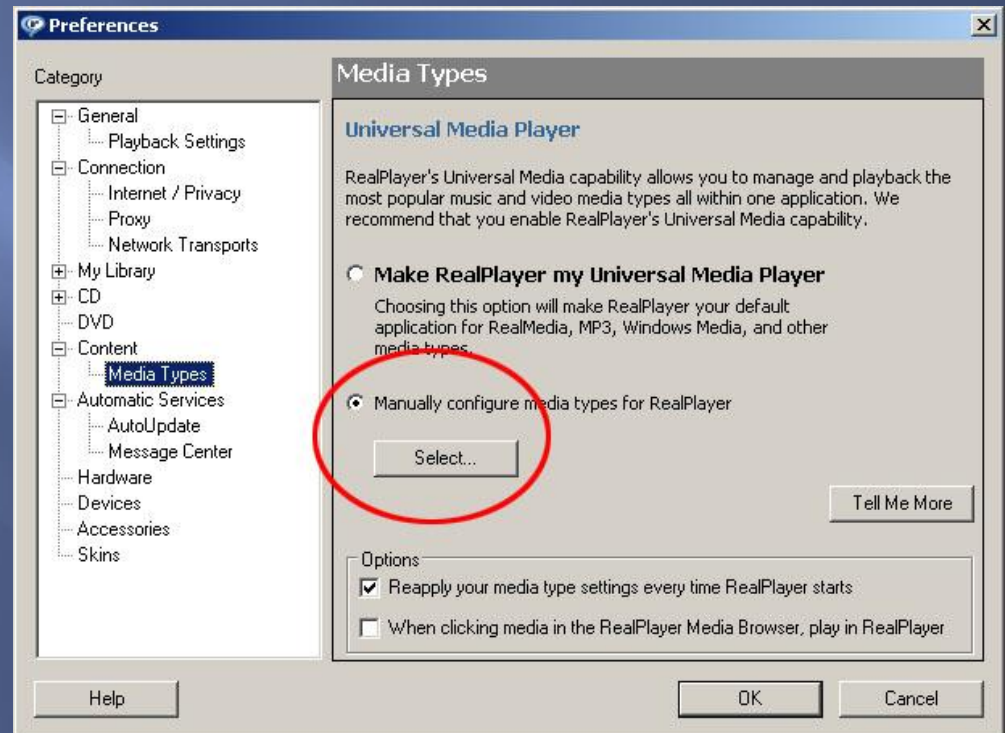 Preferences
Category
General
Playback Settings
Connection
Internet / Privacy
Proxy
Network Transports
My Library
CD
DVD
Content
Media Types
Automatic Services
AutoUpdate
Message Center
Hardware
Devices
Accessories
Skins
Media Types
Universal Media Player
RealPlayer's Universal Media capability allows you to manage and playback the
most popular music and video media types all within one application. We
recommend that you enable RealPlayer's Universal Media capability.
Make RealPlayer my Universal Media Player
Choosing this option will make RealPlayer your default
application for RealMedia, MP3, Windows Media, and other
media types.
Manually configure media types for RealPlayer
Select...
Tell Me More
Options
Reapply your media type settings every time RealPlayer starts
When clicking media in the RealPlayer Media Browser, play in RealPlayer
Help
OK
Cancel